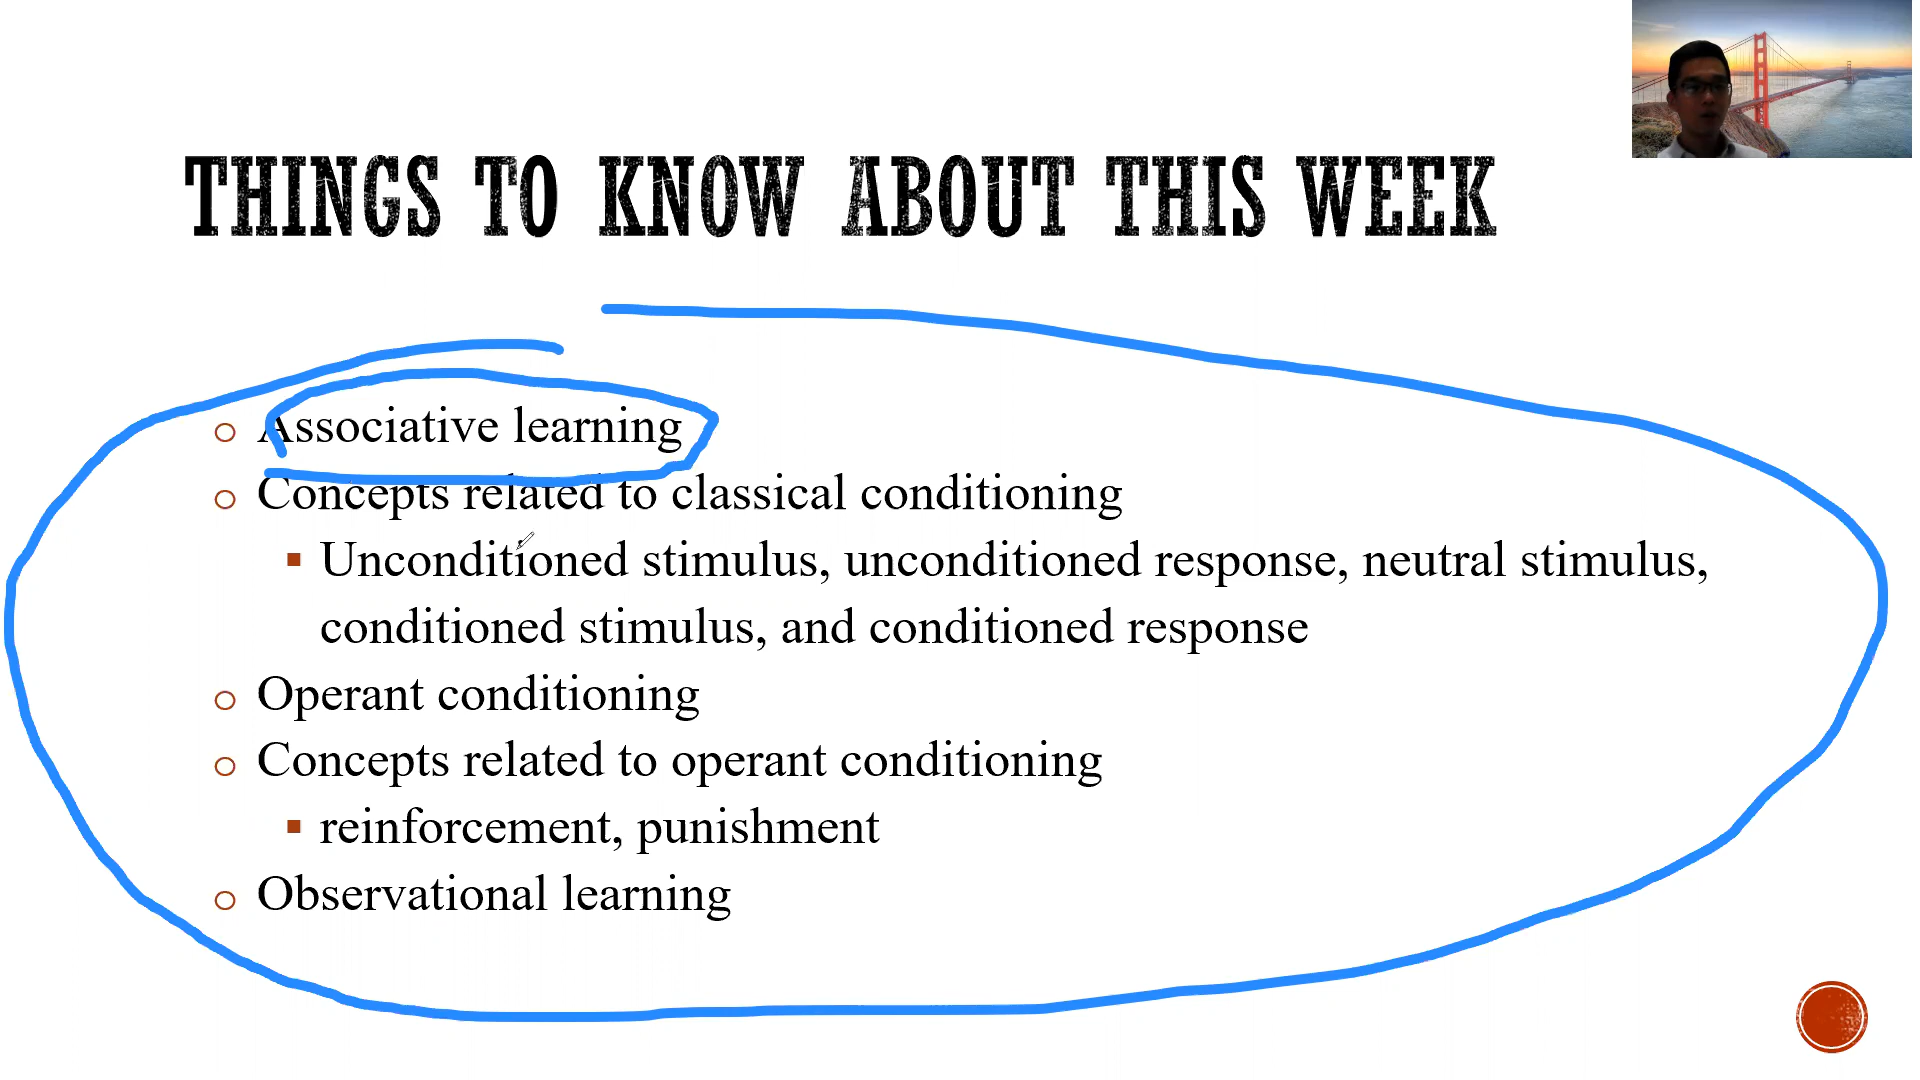 THINGS TO KNOW ABOUT THIS WEEK
Associative learning
Concepts related to classical conditioning
Unconditioned stimulus, unconditioned response, neutral stimulus,
conditioned stimulus, and conditioned response
Operant conditioning
Concepts related to operant conditioning
reinforcement, punishment
Observational learning